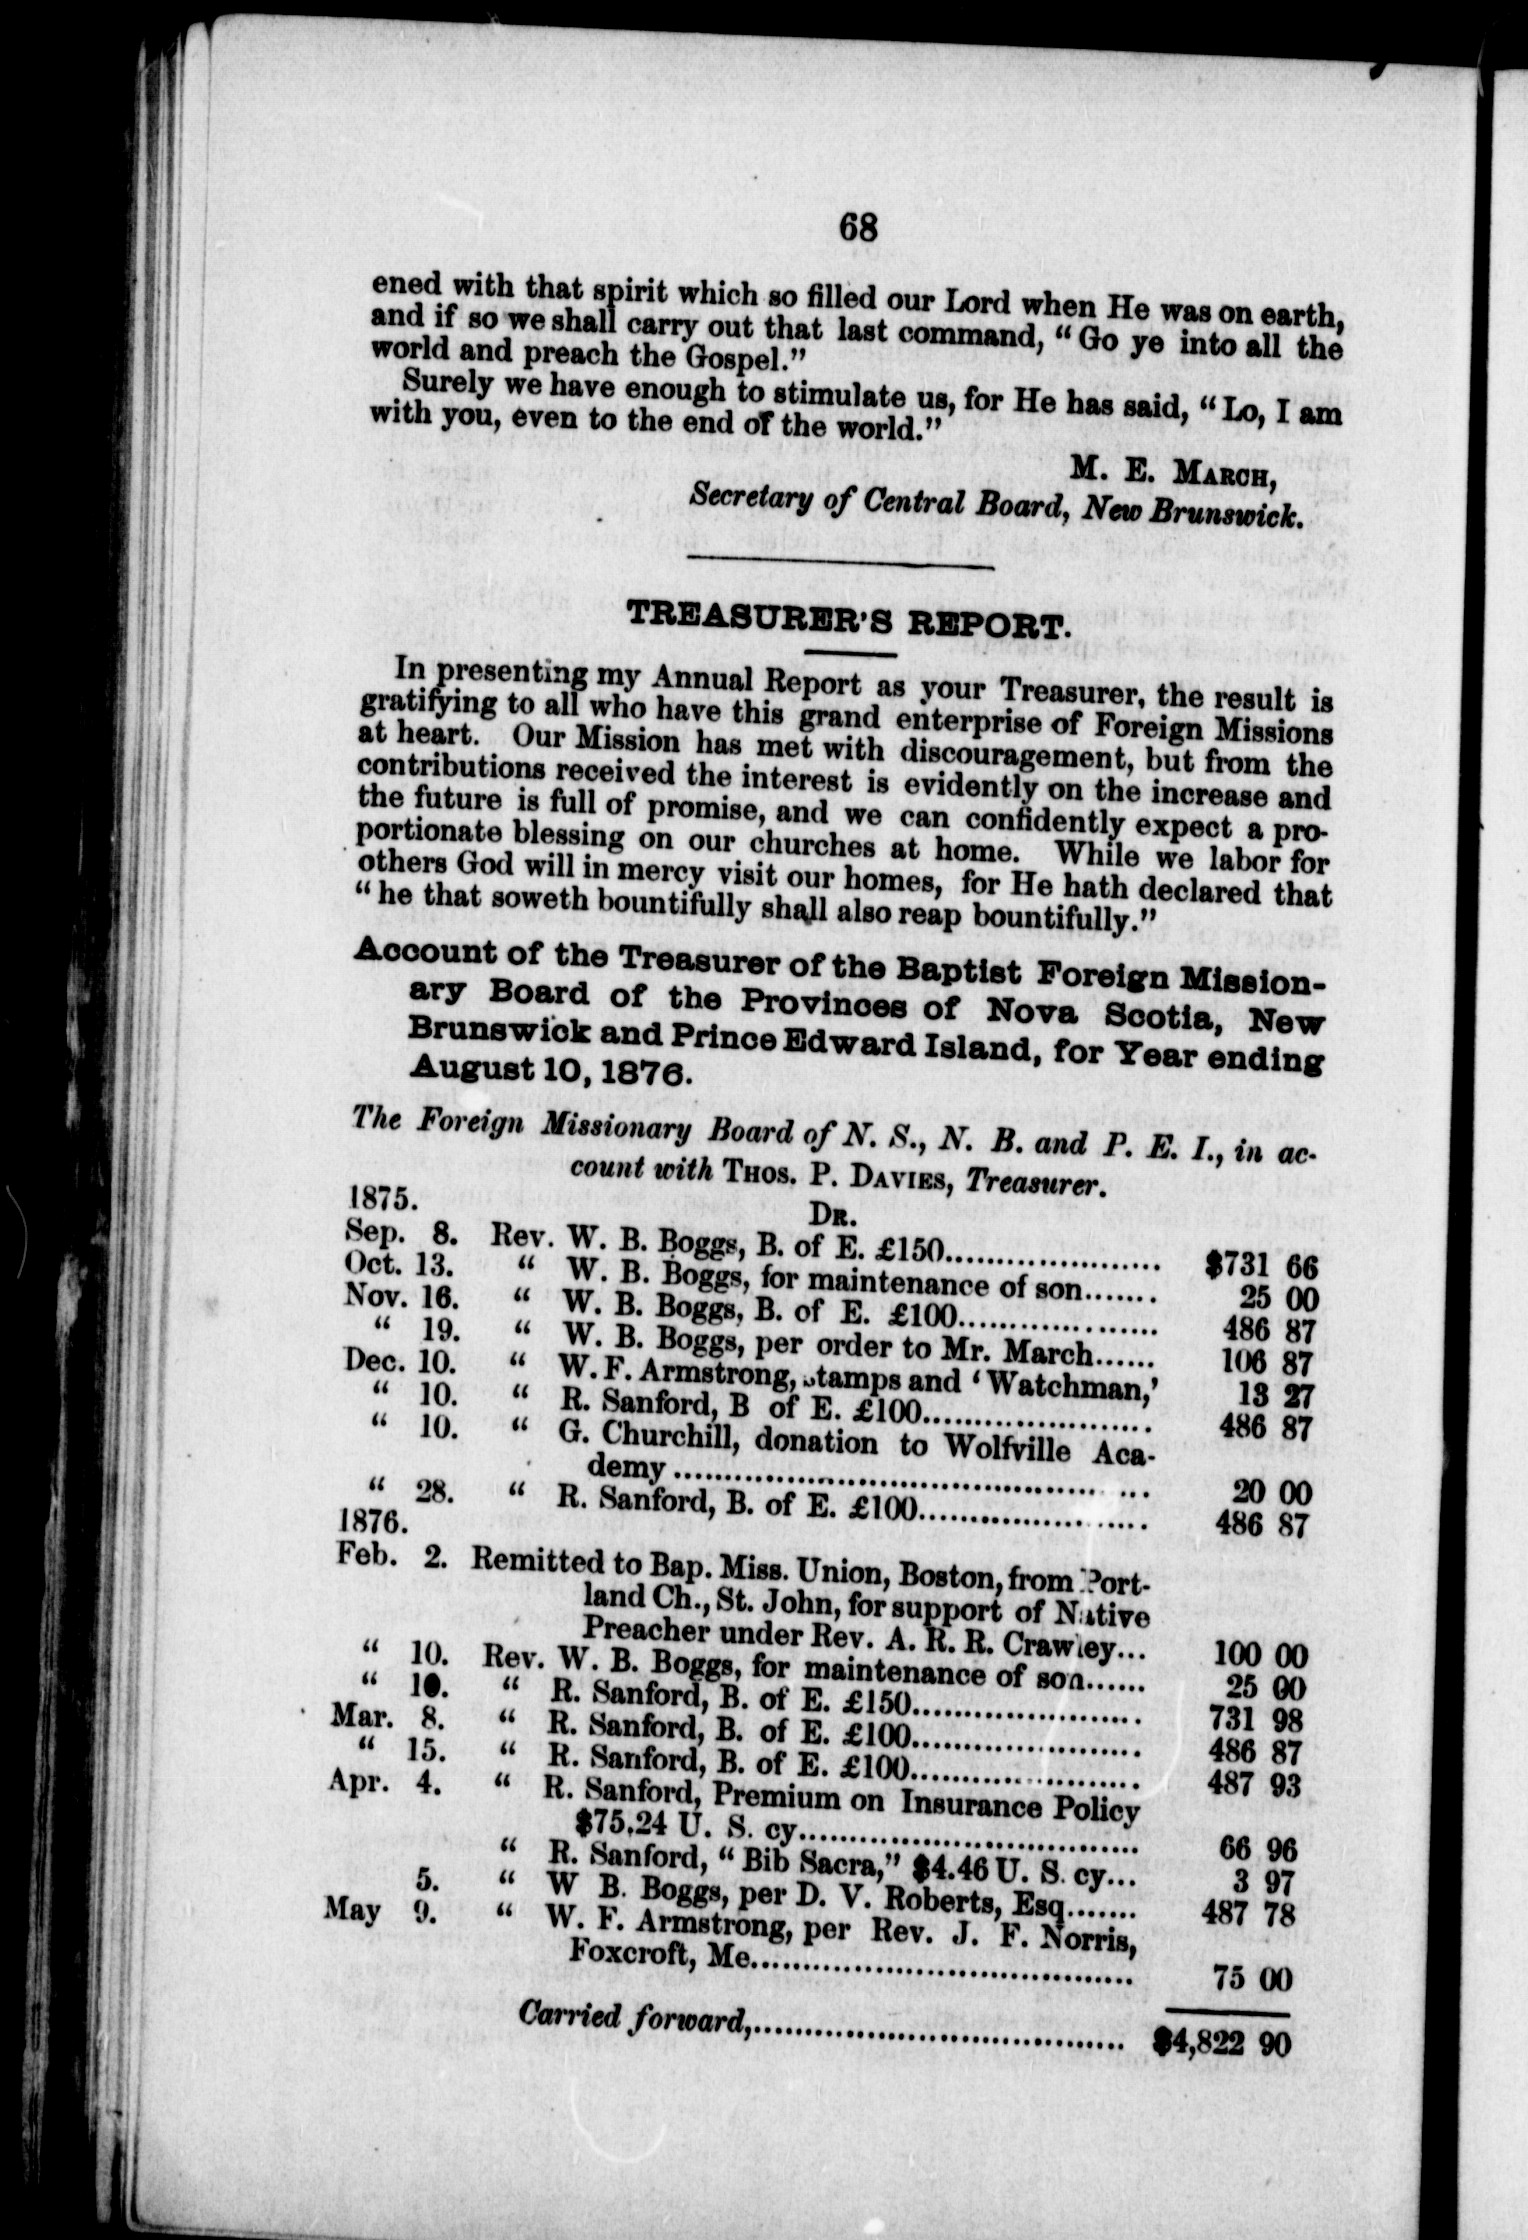 68
ened with that spirit which so filled our Lord when He was on earth,
and if so we shall carry out that last command, "Go ye into all the
world and preach the Gospel."
Surely we have enough to stimulate us, for He has said, "Lo, I am
with you, even to the end of the world."
M. E. MARCH,
Secretary of Central Board, New Brunswick.
TREASURER'S REPORT.
In presenting my Annual Report as your Treasurer, the result is
gratifying to all who have this grand enterprise of Foreign Missions
at heart. Our Mission has met with discouragement, but from the
contributions received the interest is evidently on the increase and
the future is full of promise, and we can confidently expect a pro-
portionate blessing on our churches at home. While we labor for
others God will in mercy visit our homes, for He hath declared that
"he that soweth bountifully shall also reap bountifully."
Account of the Treasurer of the Baptist Foreign Mission-
ary Board of the Provinces of Nova Scotia, New
Brunswick and Prince Edward Island, for Year ending
August 10, 1876.
The Foreign Missionary Board of N. S., N. B. and P. E. I., in ac-
count with THOS. P. DAVIES, Treasurer.
1875. DR.
Sep. 8. Rev. W. B. Boggs, B. of E. £150..................... $731 66
Oct. 13. " W. B. Boggs, for maintenance of son....... 25 00
Nov. 16. " W. B. Boggs, B. of E. £100.................... 486 87
" 19. " W. B. Boggs, per order to Mr. March...... 106 87
Dec. 10. " W. F. Armstrong, stamps and 'Watchman,' 13 27
" 10. " R. Sanford, B of E. £100....................... 486 87
" 10. " G. Churchill, donation to Wolfville Aca-
demy............................................... 20 00
" 28. " R. Sanford, B. of E. £100....................... 486 87
1876.
Feb. 2. Remitted to Bap. Miss. Union, Boston, from Port-
land Ch., St. John, for support of Native
Preacher under Rev. A. R. R. Crawley... 100 00
" 10. Rev. W. B. Boggs, for maintenance of son...... 25 00
" 10. " R. Sanford, B. of E. £150....................... 731 98
Mar. 8. " R. Sanford, B. of E. £100....................... 486 87
" 15. " R. Sanford, B. of E. £100....................... 487 93
Apr. 4. " R. Sanford, Premium on Insurance Policy
$75.24 U. S. cy.................................. 66 96
" R. Sanford, "Bib Sacra," $4.46 U. S. cy... 3 97
5. " W B. Boggs, per D. V. Roberts, Esq....... 487 78
May 9. " W. F. Armstrong, per Rev. J. F. Norris,
Foxcroft, Me...................................... 75 00
Carried forward,..................................... $4,822 90